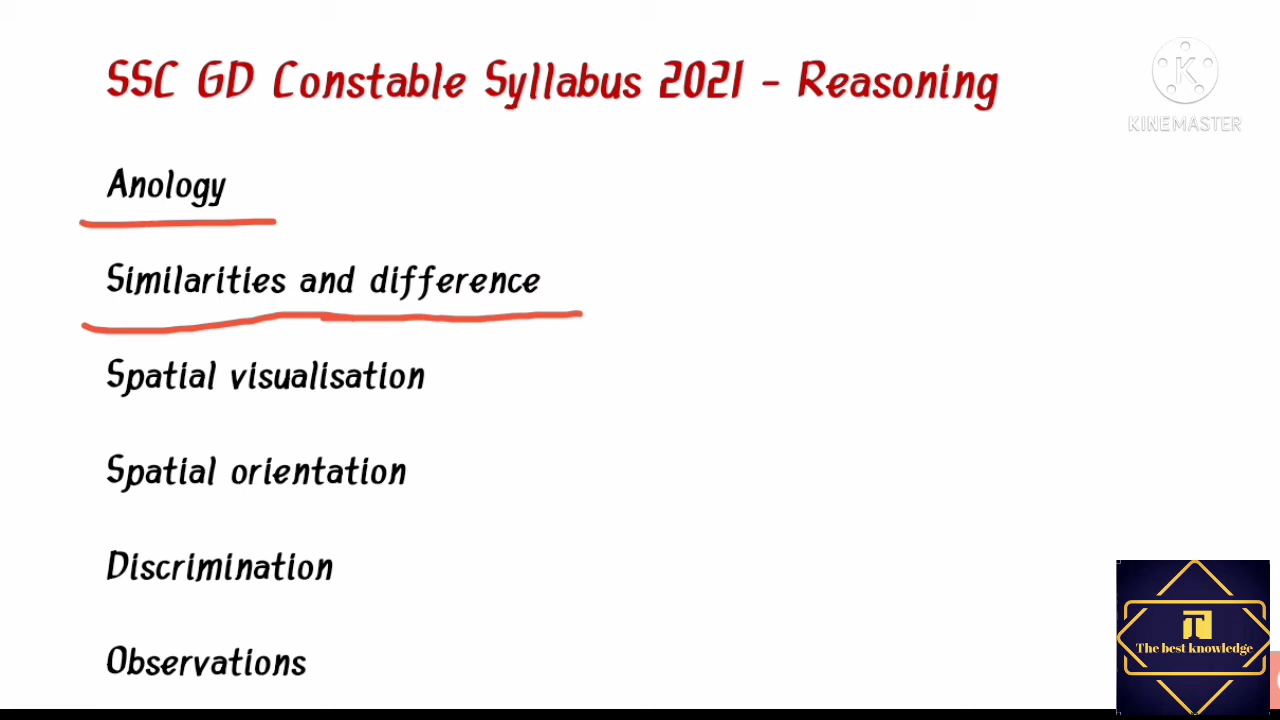 SSC GD Constable Syllabus 2021 - Reasoning
K
KINEMASTER
Anology
Similarities and difference
Spatial visualisation
Spatial orientation
Discrimination
Observations
T
The best knowledge